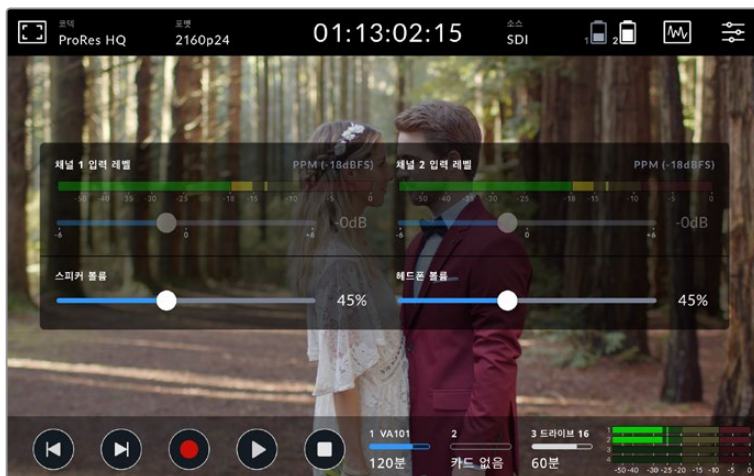 코덱 포맷 01:13:02:15 소스
ProRes HQ 2160p24 SDI 1 2
채널 1 입력 레벨 PPM (-18dBFS) 채널 2 입력 레벨 PPM (-18dBFS)
-50 -40 -35 -30 -25 -18 -15 -10 -5 0 -50 -40 -35 -30 -25 -18 -15 -10 -5 0
-0dB -0dB
-6 0 +6 -6 0 +6
스피커 볼륨 헤드폰 볼륨
45% 45%
1 VA101 2 3 드라이브 16
120분 카드 없음 60분
1
2
3
4
-50 -40 -30 -25 -20 -15 -10 -5 0